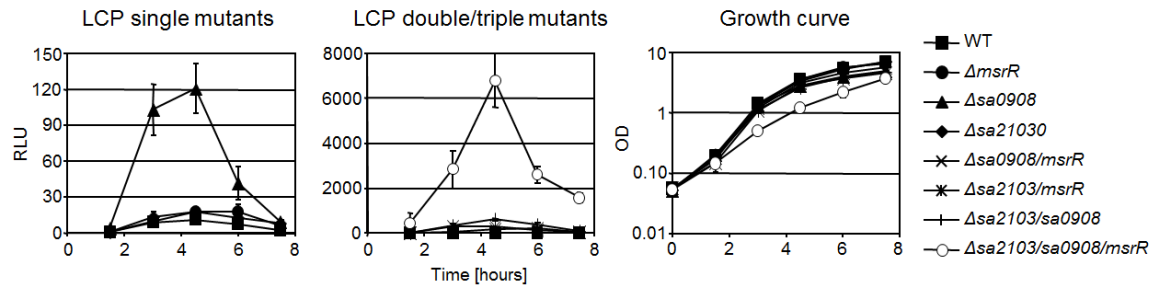 LCP single mutants
LCP double/triple mutants
Growth curve
150
120
90
60
30
0
RLU
0 2 4 6 8
8000
6000
4000
2000
0
0 2 4 6 8
Time [hours]
10
1
0.10
0.01
OD
0 2 4 6 8
WT
ΔmsrR
Δsa0908
Δsa21030
Δsa0908/msrR
Δsa2103/msrR
Δsa2103/sa0908
Δsa2103/sa0908/msrR